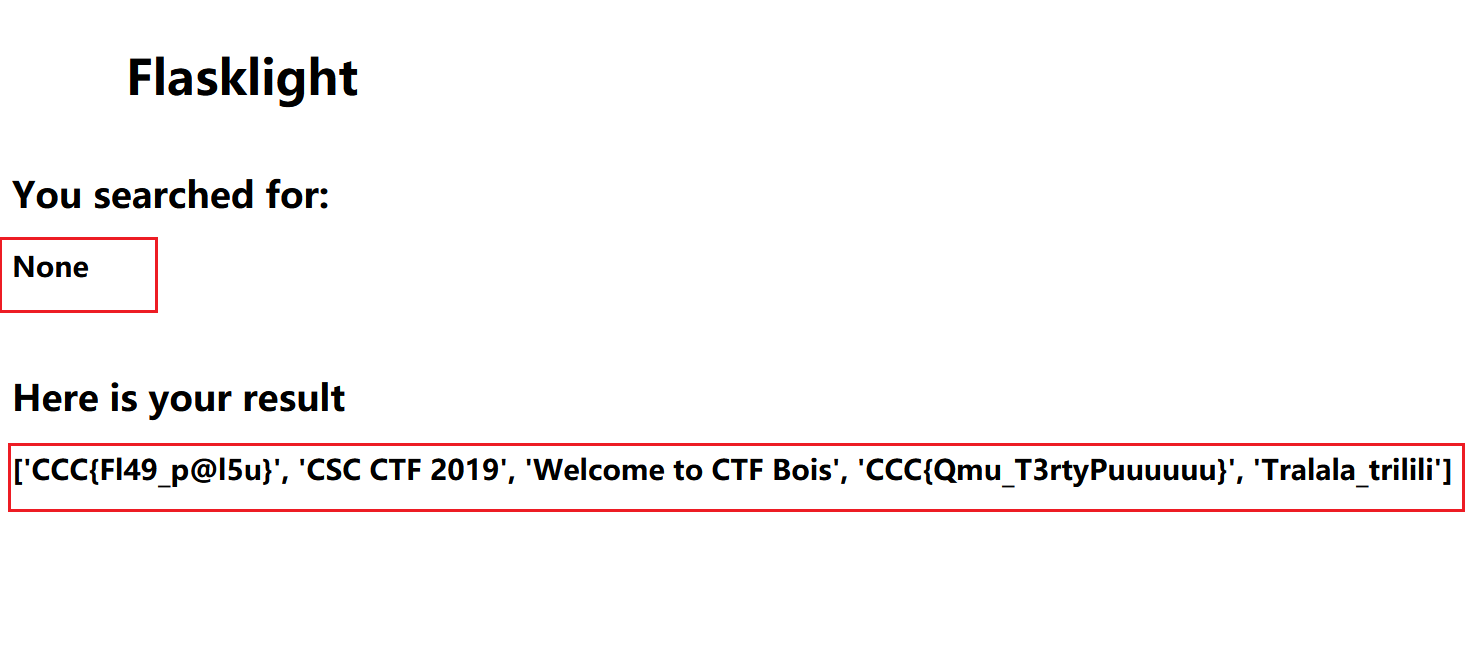 Flasklight
You searched for:
None
Here is your result
['CCC{Fl49_p@l5u}', 'CSC CTF 2019', 'Welcome to CTF Bois', 'CCC{Qmu_T3rtyPuuuuuu}', 'Tralala_trilili']